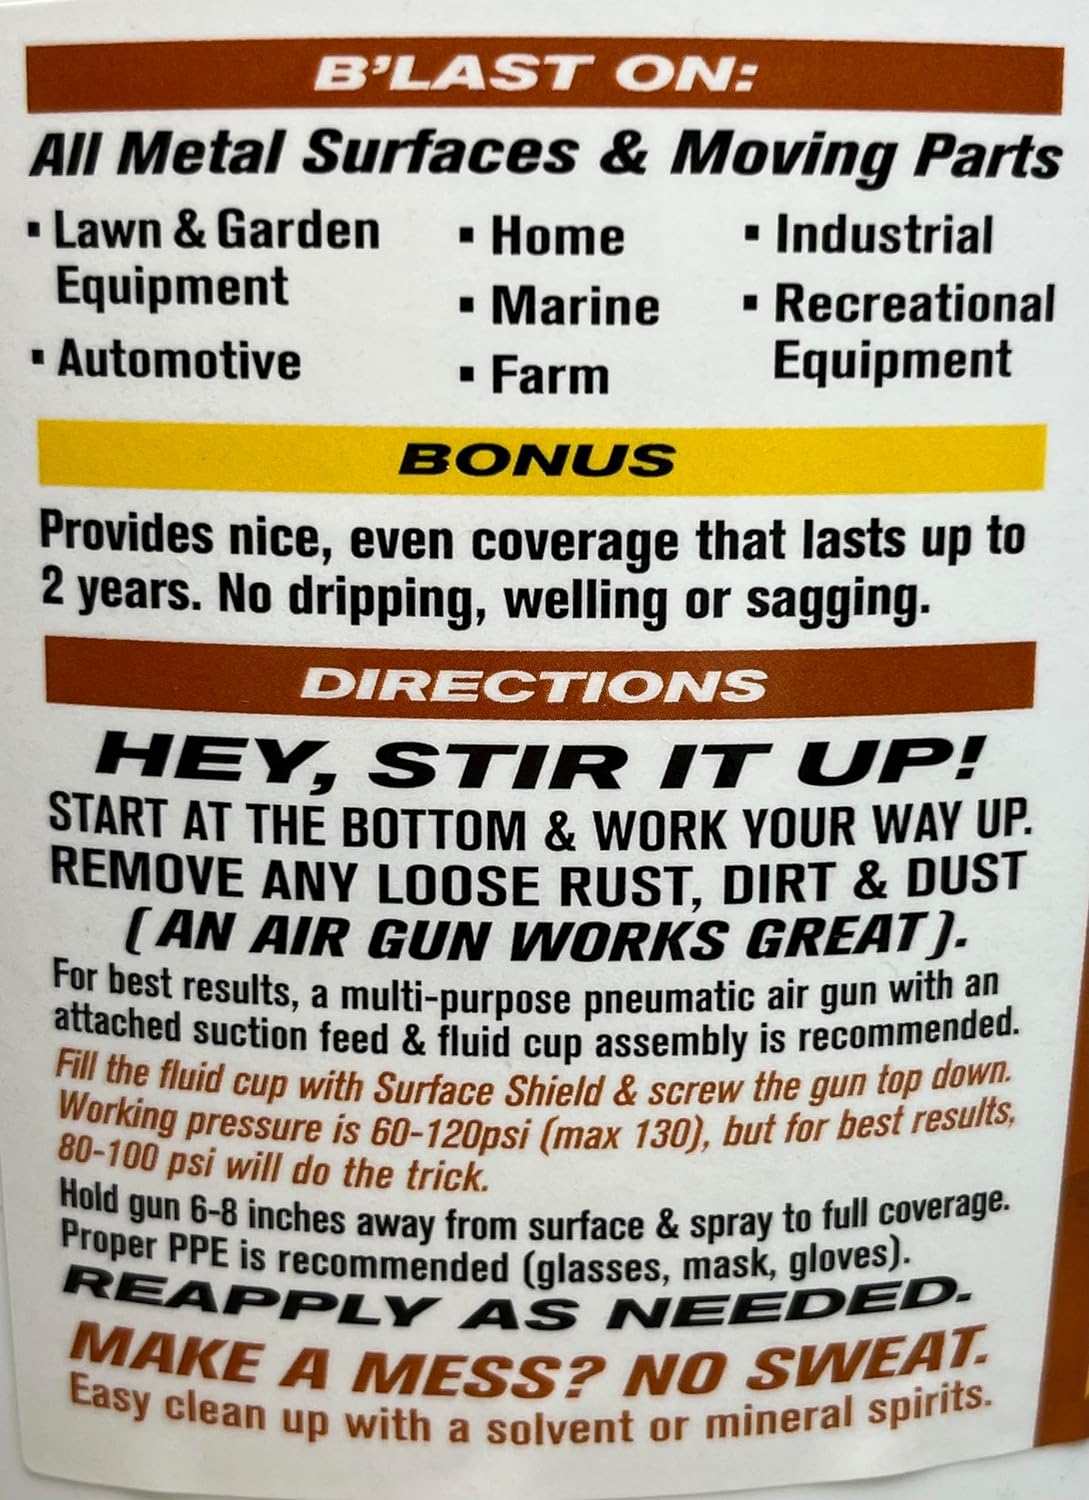 B'LAST ON:
All Metal Surfaces & Moving Parts
▪ Lawn & Garden
Equipment
▪ Automotive
▪ Home
▪ Marine
▪ Farm
▪ Industrial
▪ Recreational
Equipment
BONUS
Provides nice, even coverage that lasts up to
2 years. No dripping, welling or sagging.
DIRECTIONS
HEY, STIR IT UP!
START AT THE BOTTOM & WORK YOUR WAY UP.
REMOVE ANY LOOSE RUST, DIRT & DUST
(AN AIR GUN WORKS GREAT).
For best results, a multi-purpose pneumatic air gun with an
attached suction feed & fluid cup assembly is recommended.
Fill the fluid cup with Surface Shield & screw the gun top down.
Working pressure is 60-120psi (max 130), but for best results,
80-100 psi will do the trick.
Hold gun 6-8 inches away from surface & spray to full coverage.
Proper PPE is recommended (glasses, mask, gloves).
REAPPLY AS NEEDED.
MAKE A MESS? NO SWEAT.
Easy clean up with a solvent or mineral spirits.